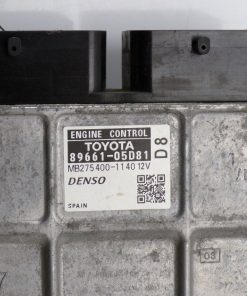 ENGINE CONTROL
TOYOTA
89661-05D81
D8
MB275400-1140 12V
DENSO
SPAIN
03